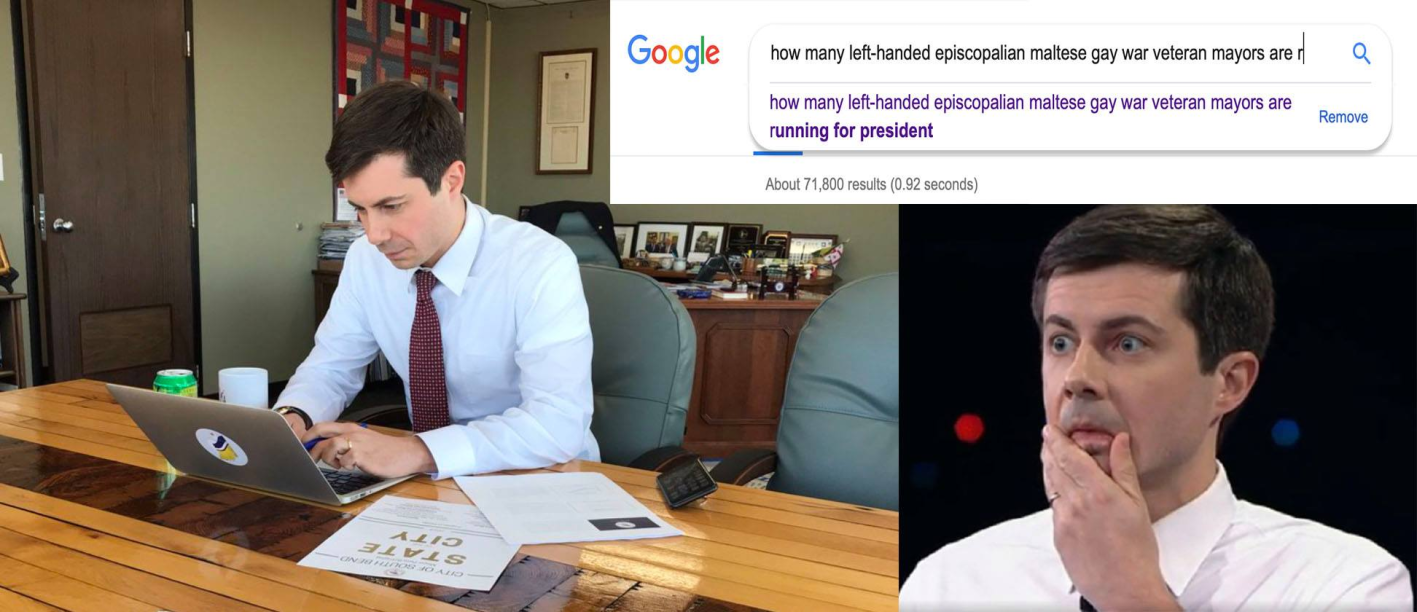 Google
how many left-handed episcopalian maltese gay war veteran mayors are r
how many left-handed episcopalian maltese gay war veteran mayors are
running for president
Remove
About 71,800 results (0.92 seconds)
CITY OF SOUTH BEND
STATE
CITY